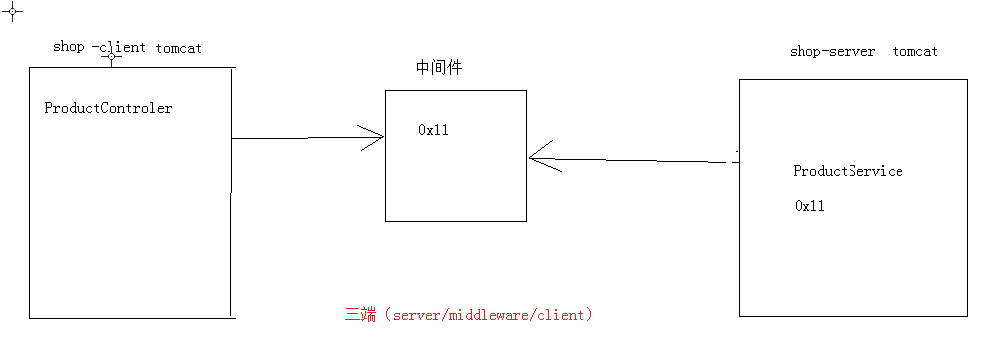 shop -client tomcat
ProductControler
中间件
0x11
shop-server tomcat
ProductService
0x11
三端（server/middleware/client）